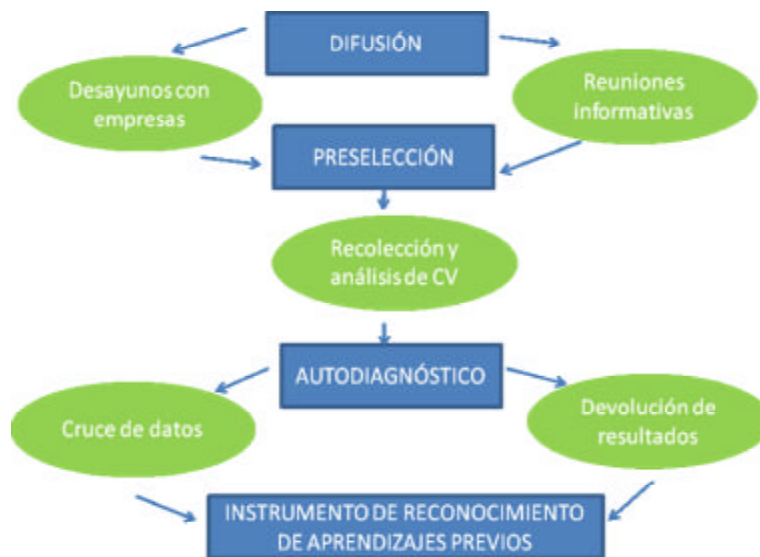 DIFUSIÓN
Desayunos con
empresas
Reuniones
informativas
PRESELECCIÓN
Recolección y
análisis de CV
AUTODIAGNÓSTICO
Cruce de datos
Devolución de
resultados
INSTRUMENTO DE RECONOCIMIENTO
DE APRENDIZAJES PREVIOS